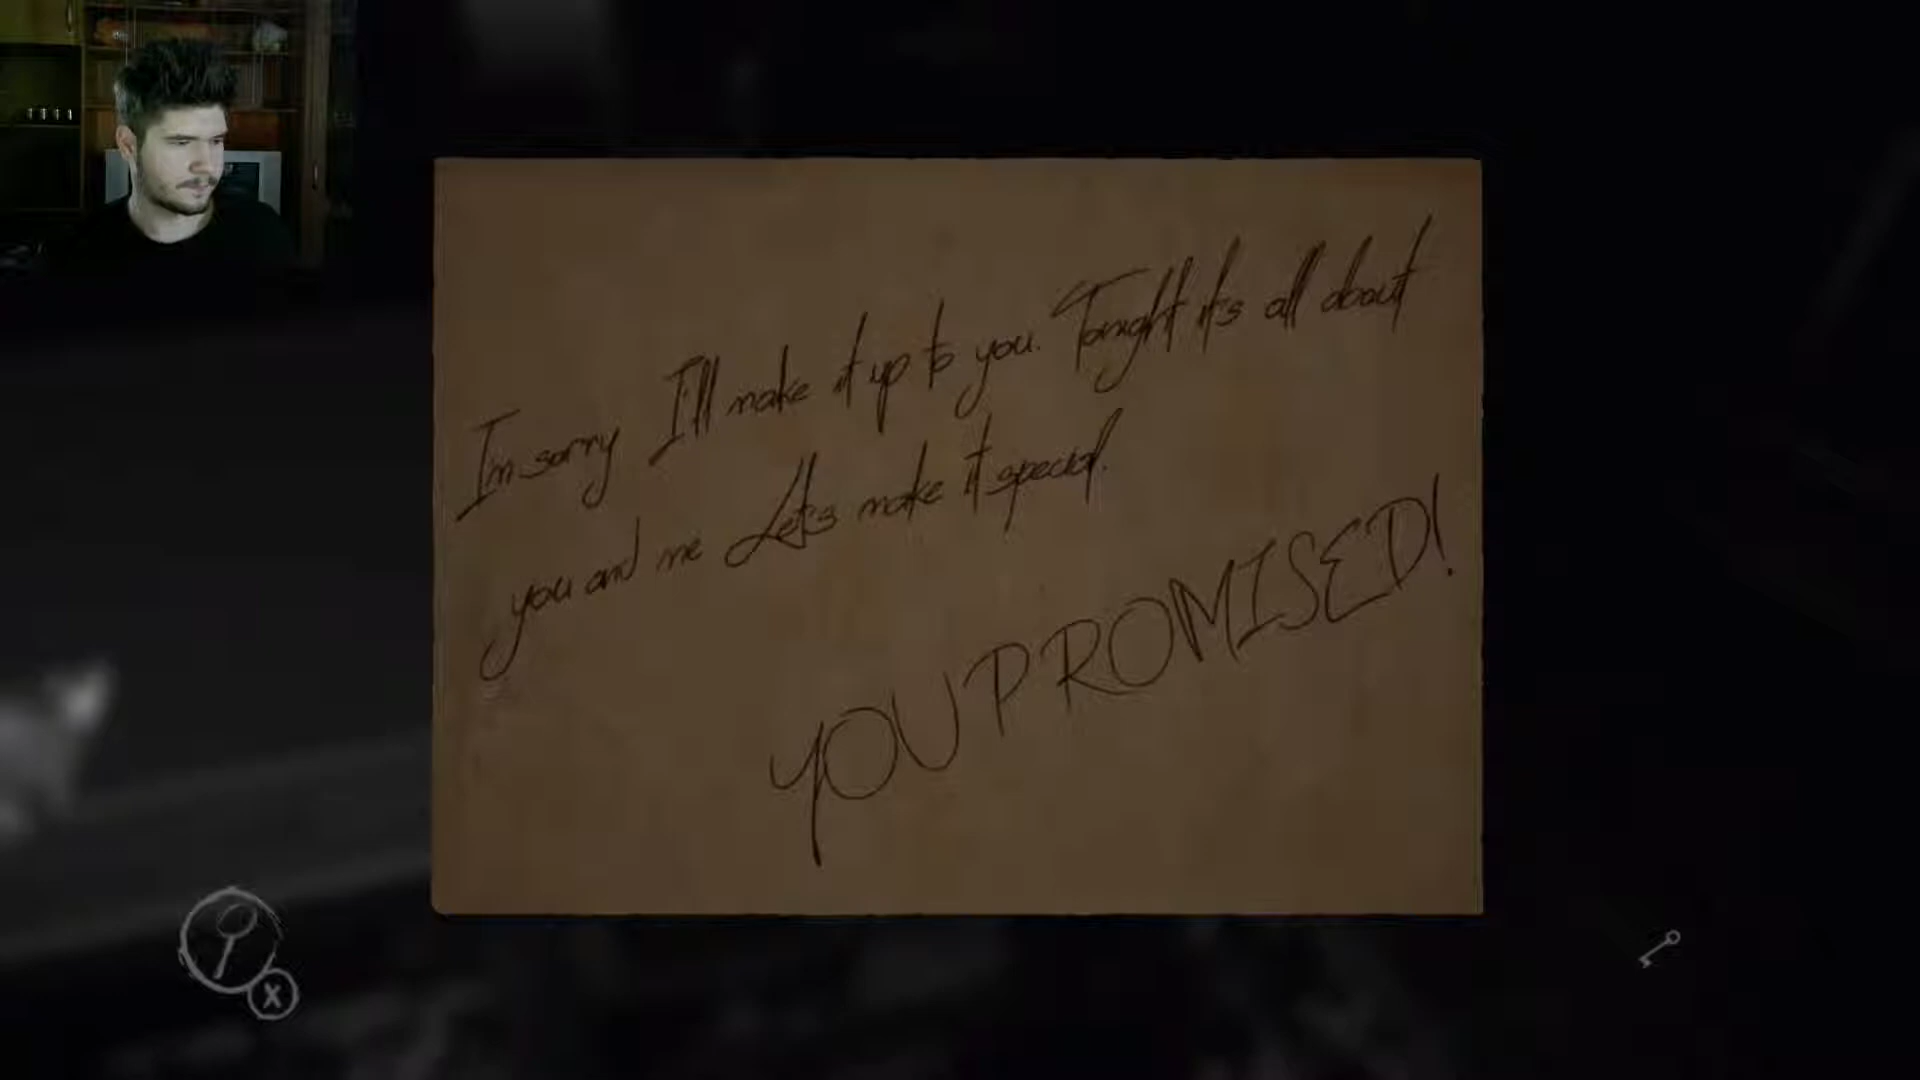 I'm sorry I'll make it up to you. Tonight it's all about
you and me Let's make it special.
YOU PROMISED!
X